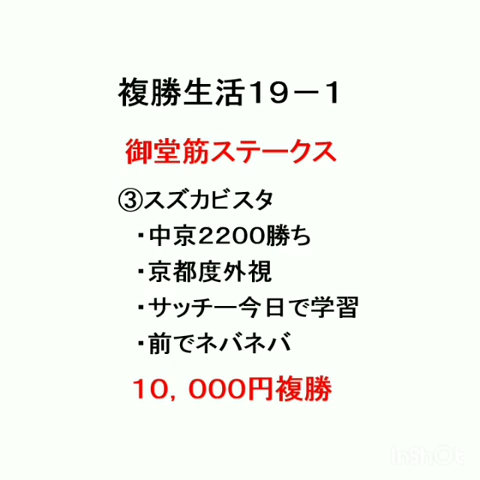 複勝生活19－1
御堂筋ステークス
③スズカビスタ
・中京2200勝ち
・京都度外視
・サッチー今日で学習
・前でネバネバ
10，000円複勝
InShOt